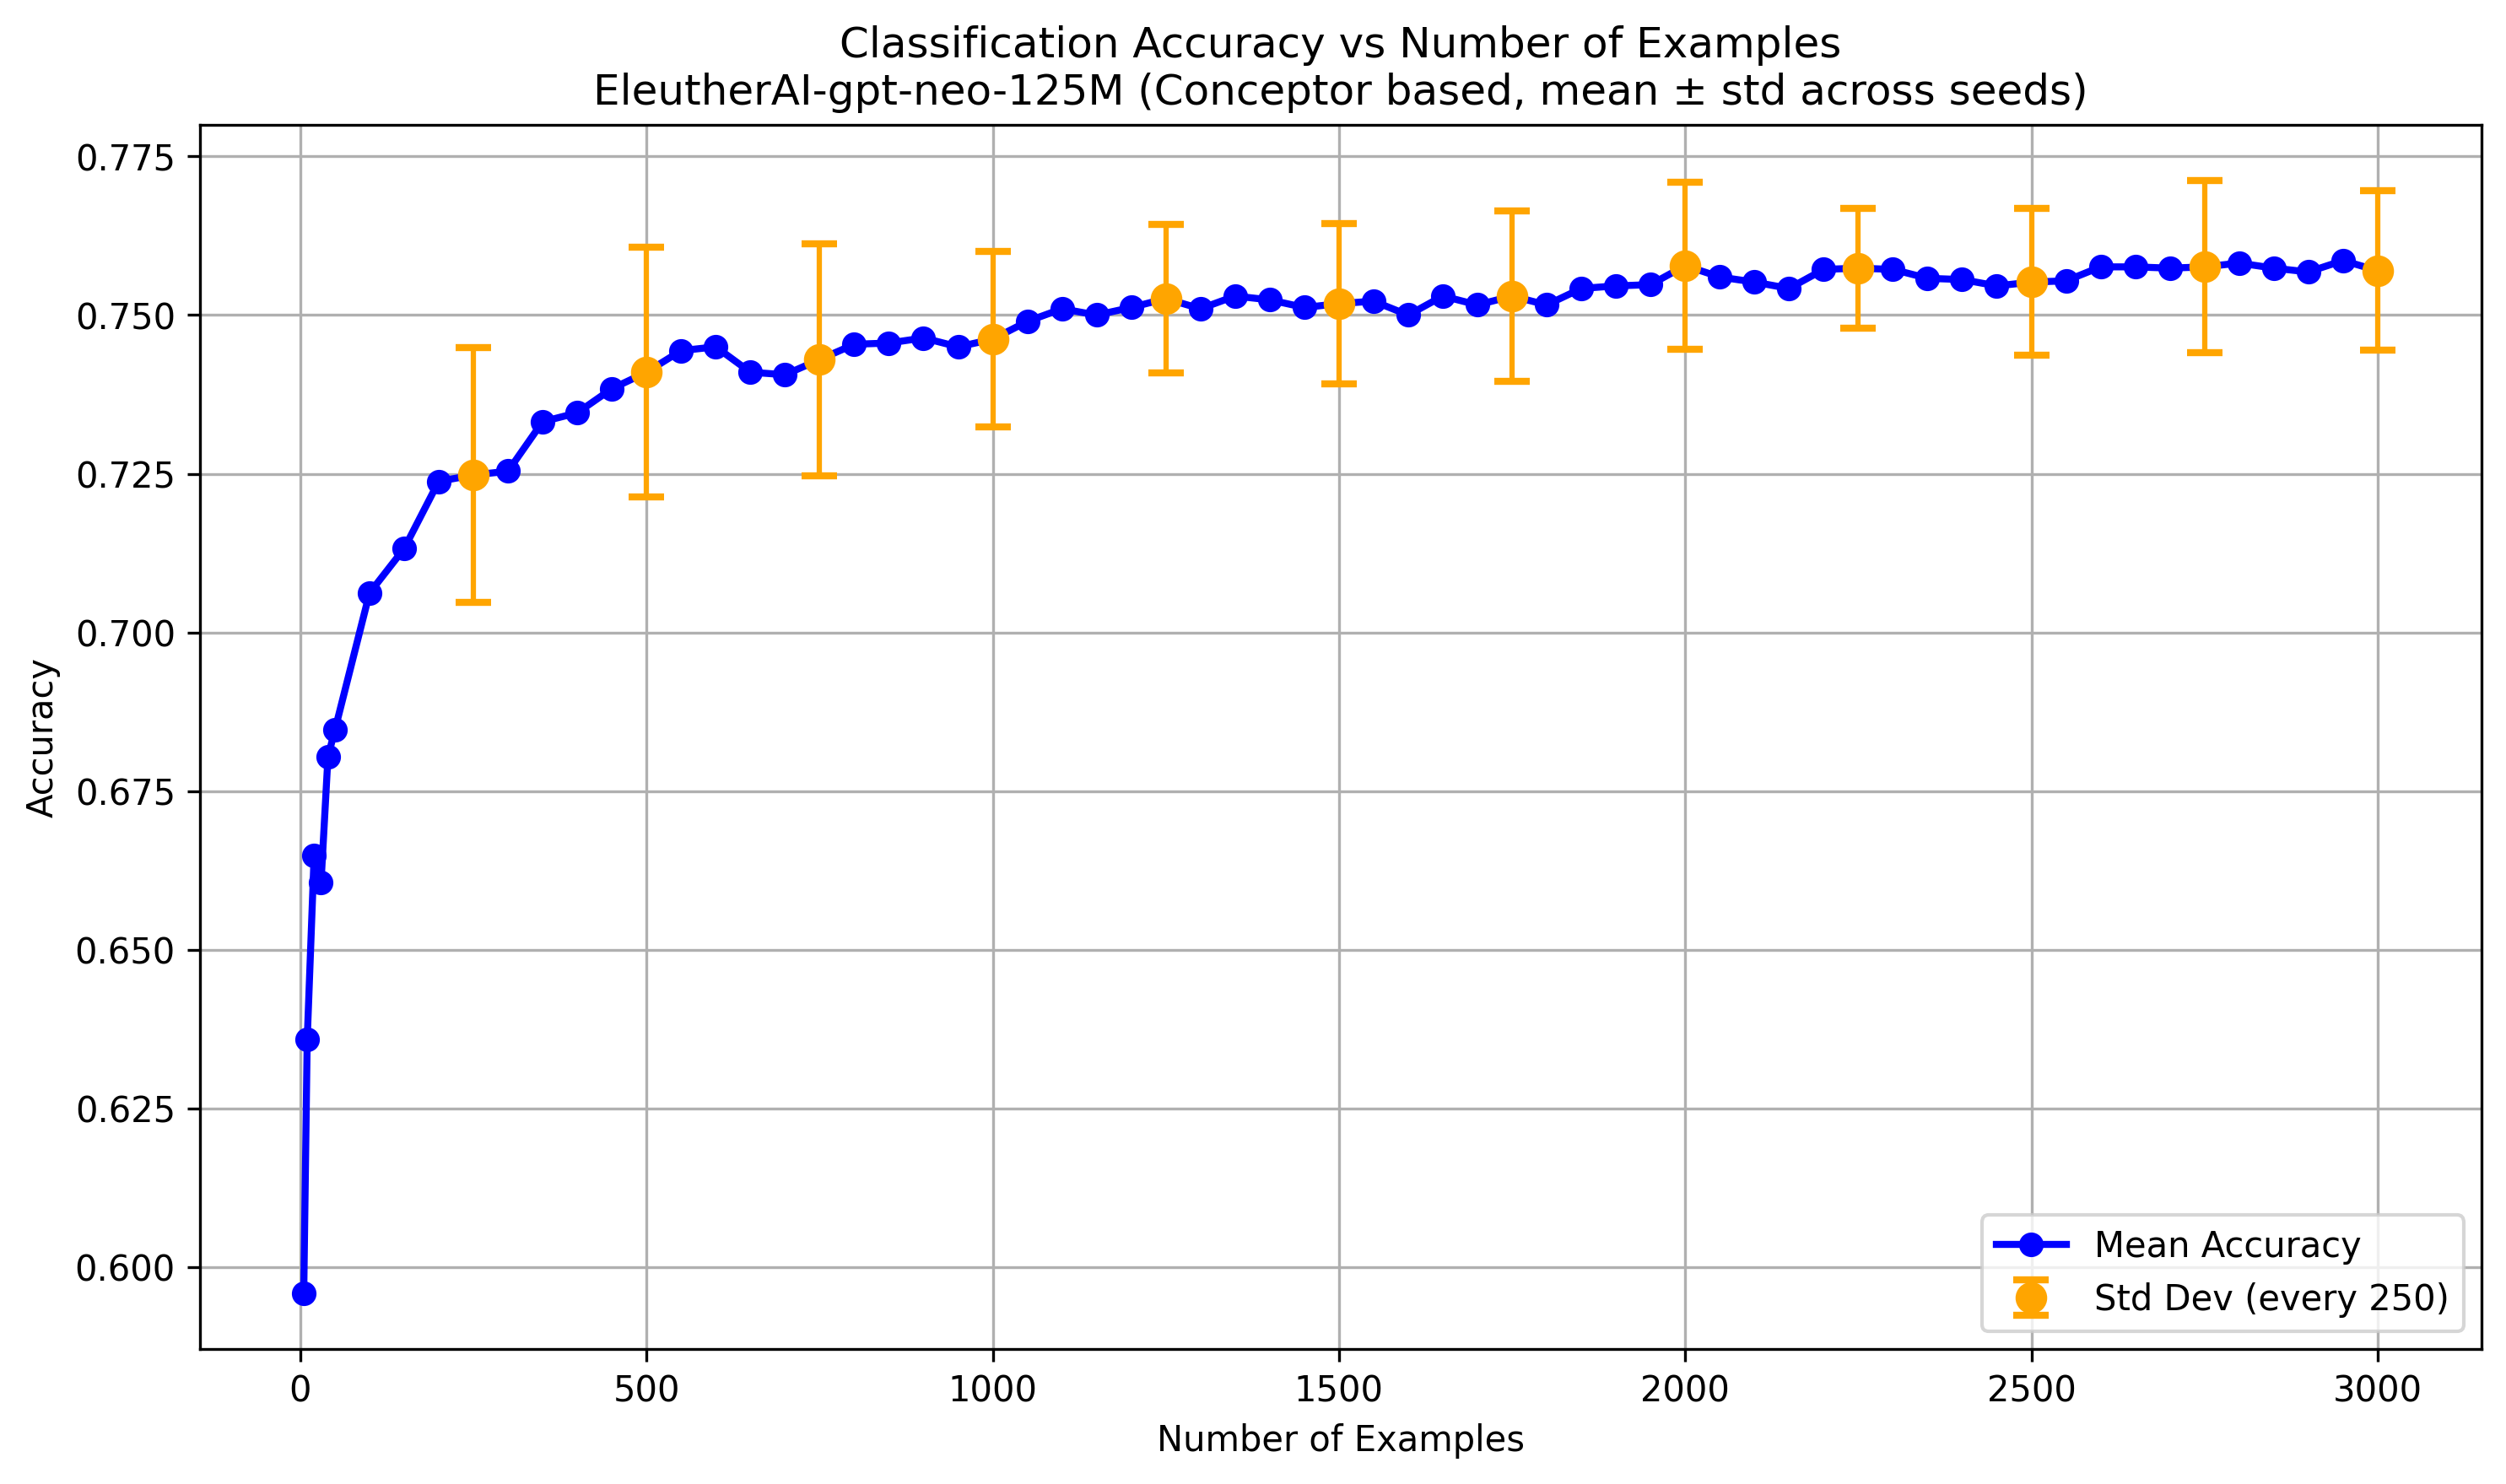 Classification Accuracy vs Number of Examples
EleutherAI-gpt-neo-125M (Conceptor based, mean ± std across seeds)
Accuracy
0.775
0.750
0.725
0.700
0.675
0.650
0.625
0.600
Mean Accuracy
Std Dev (every 250)
0 500 1000 1500 2000 2500 3000
Number of Examples